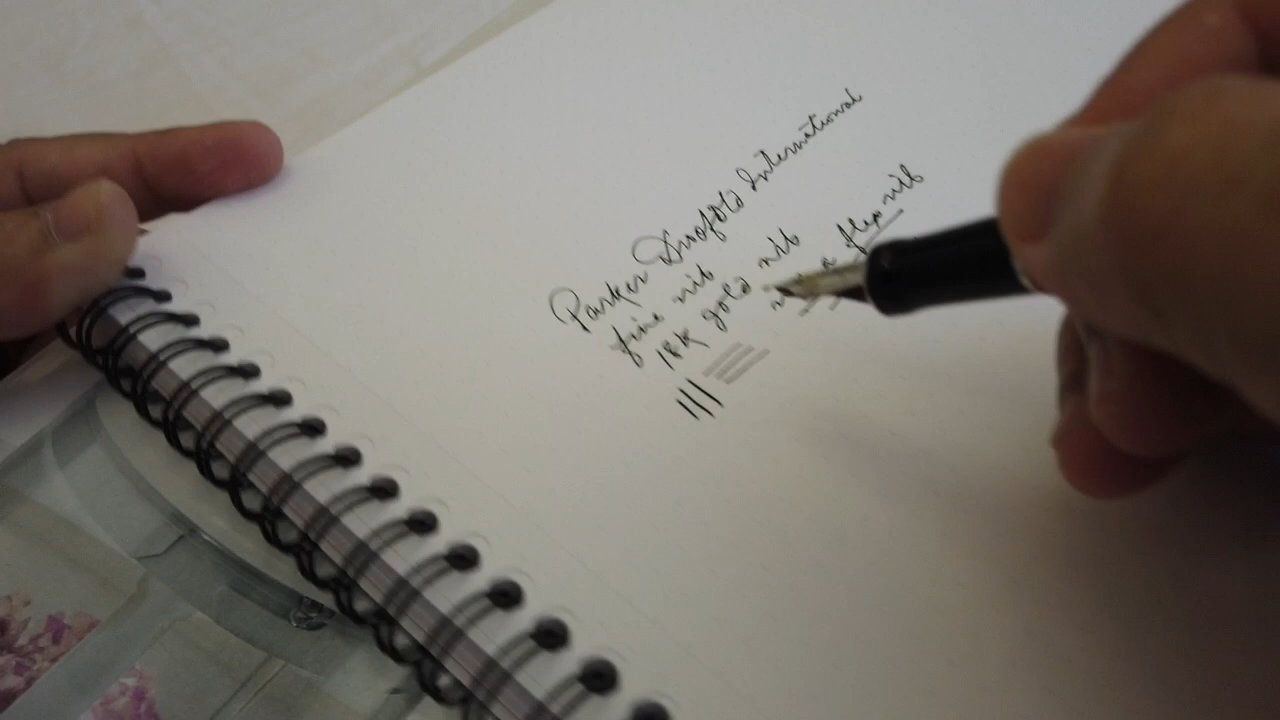 Parker Duofold International
fine nib
18K gold nib
flex nib